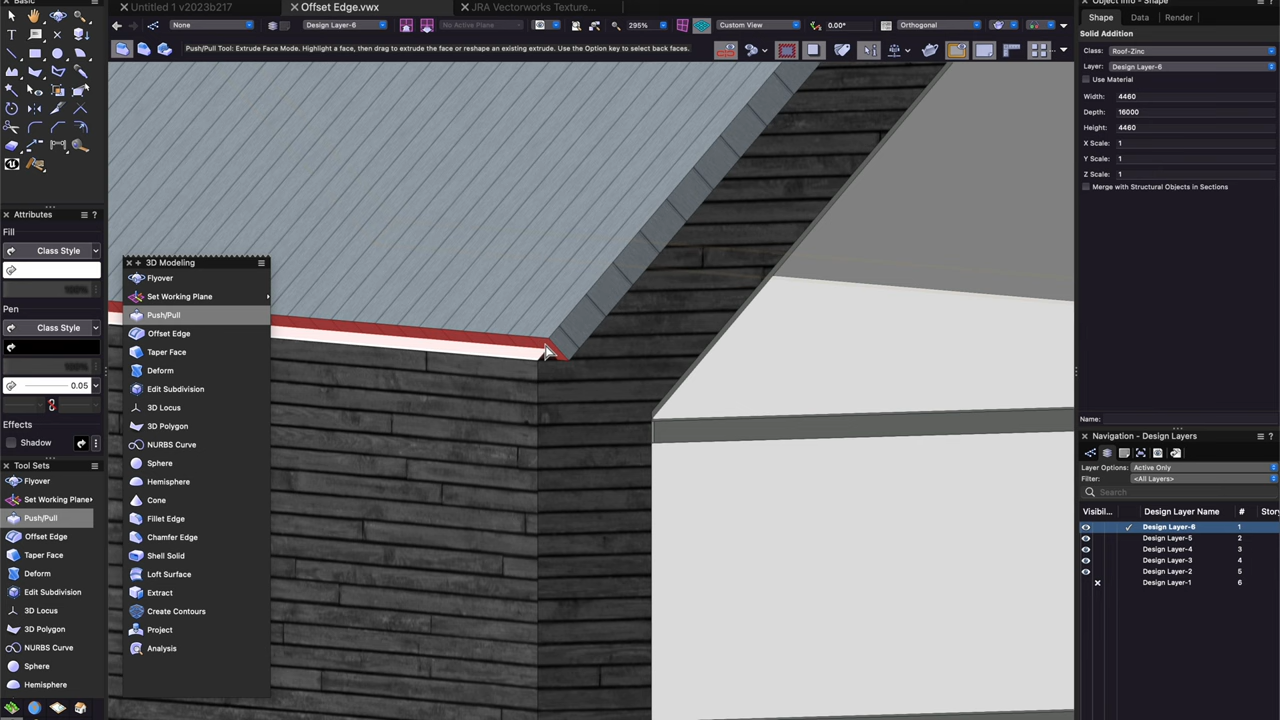 Basic
Untitled 1 v2023b217
Offset Edge.vwx
JRA Vectorworks Texture...
None
Design Layer-6
No Active Plane
295%
Custom View
0.00°
Orthogonal
Push/Pull Tool: Extrude Face Mode. Highlight a face, then drag to extrude the face or reshape an existing extrude. Use the Option key to select back faces.
Attributes
?
Fill
Class Style
100%
Pen
Class Style
100%
0.05
Effects
Shadow
Tool Sets
Flyover
Set Working Plane
Push/Pull
Offset Edge
Taper Face
Deform
Edit Subdivision
3D Locus
3D Polygon
NURBS Curve
Sphere
Hemisphere
3D Modeling
Flyover
Set Working Plane
Push/Pull
Offset Edge
Taper Face
Deform
Edit Subdivision
3D Locus
3D Polygon
NURBS Curve
Sphere
Hemisphere
Cone
Fillet Edge
Chamfer Edge
Shell Solid
Loft Surface
Extract
Create Contours
Project
Analysis
Object Info - Shape
Shape Data Render
Solid Addition
Class: Roof-Zinc
Layer: Design Layer-6
Use Material
Width: 4460
Depth: 16000
Height: 4460
X Scale: 1
Y Scale: 1
Z Scale: 1
Merge with Structural Objects in Sections
Name:
Navigation - Design Layers
?
Layer Options: Active Only
Filter: <All Layers>
Search
Visibil... Design Layer Name # Story
Design Layer-6 1
Design Layer-5 2
Design Layer-4 3
Design Layer-3 4
Design Layer-2 5
Design Layer-1 6